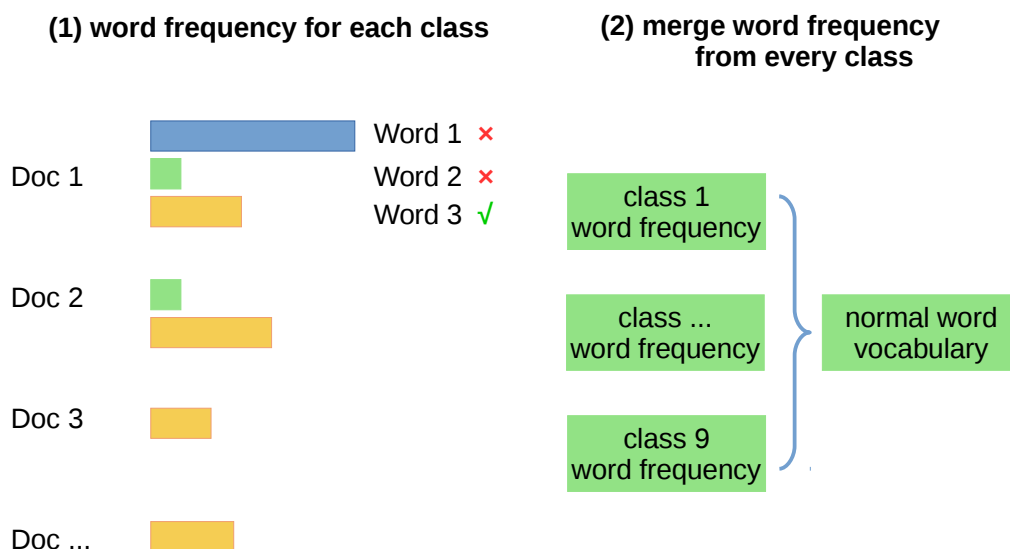 (1) word frequency for each class
Doc 1
Word 1 ×
Word 2 ×
Word 3 √
Doc 2
Doc 3
Doc ...
(2) merge word frequency
from every class
class 1
word frequency
class ...
word frequency
class 9
word frequency
normal word
vocabulary